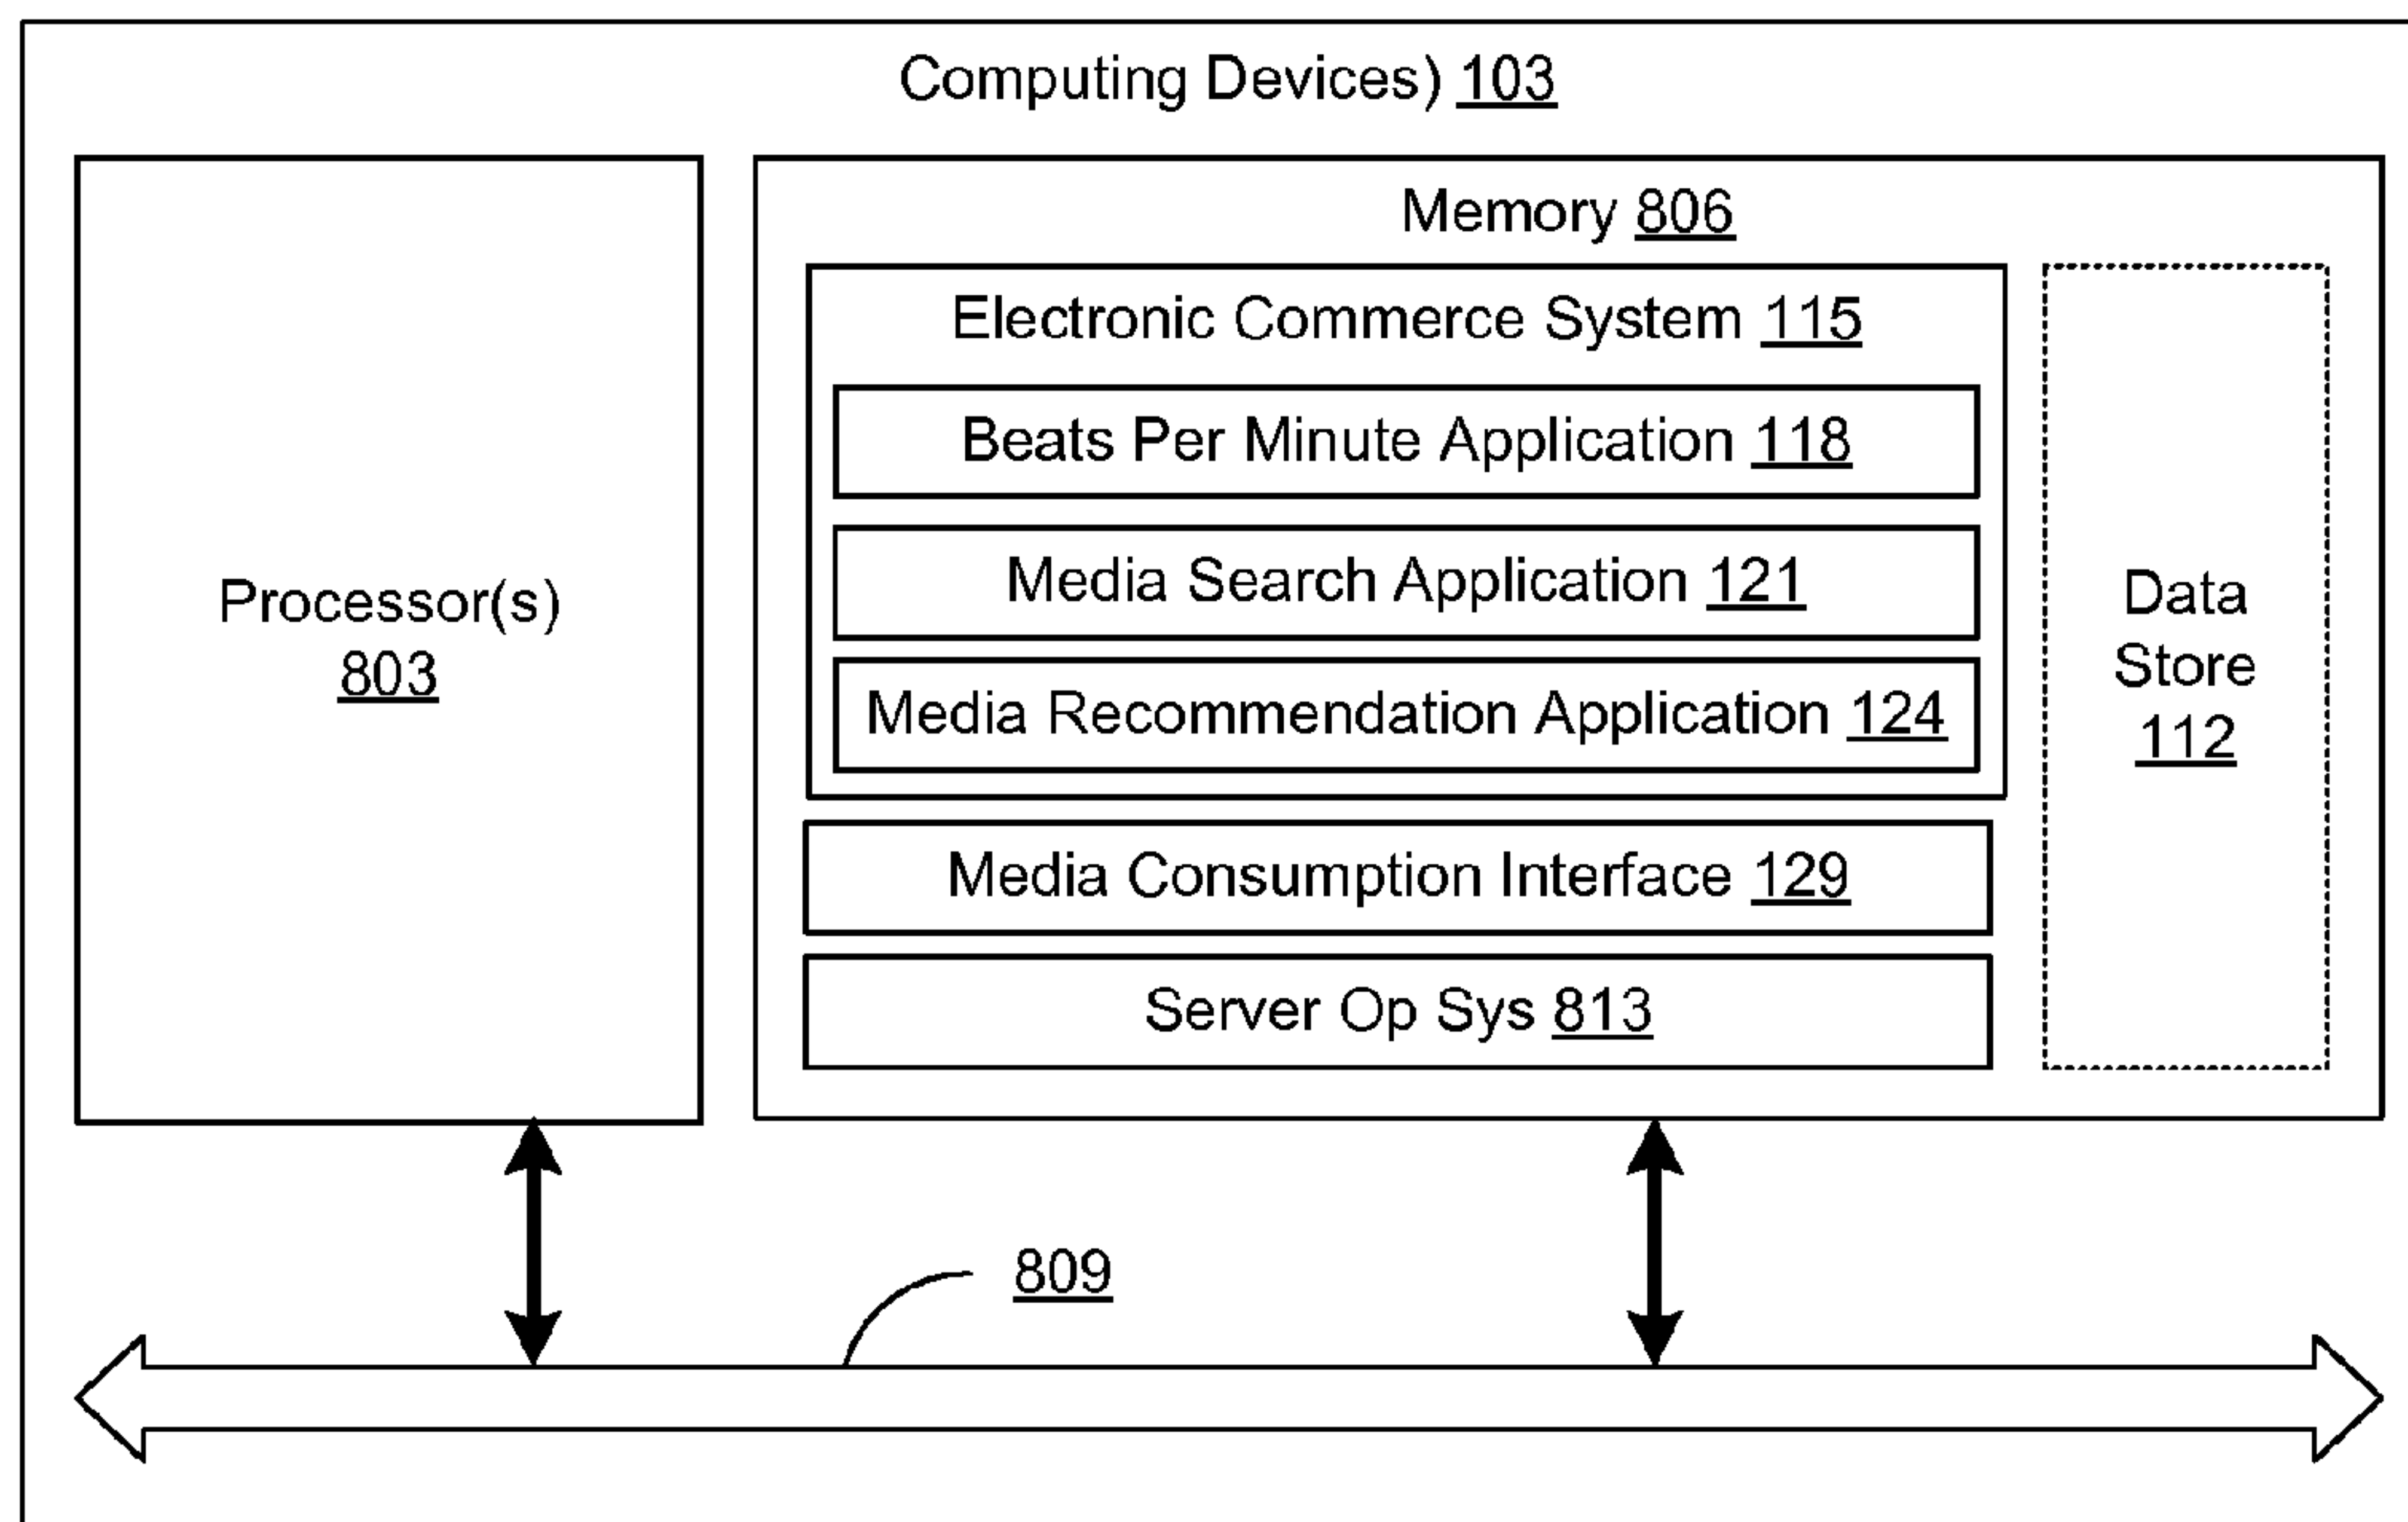 Computing Devices) 103
Processor(s)
803
Memory 806
Electronic Commerce System 115
Beats Per Minute Application 118
Media Search Application 121
Media Recommendation Application 124
Media Consumption Interface 129
Server Op Sys 813
Data
Store
112
809